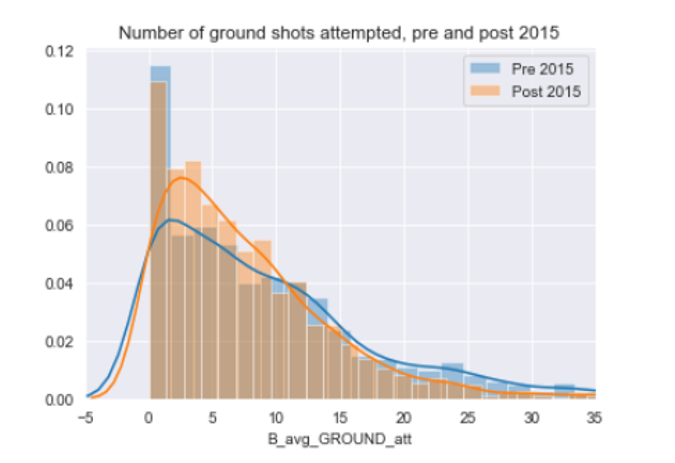 Number of ground shots attempted, pre and post 2015
0.12
Pre 2015
Post 2015
0.10
0.08
0.06
0.04
0.02
0.00
−5 0 5 10 15 20 25 30 35
B_avg_GROUND_att